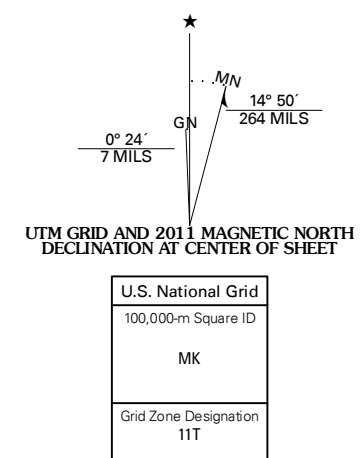 ★
MN
GN
14° 50´
264 MILS
0° 24´
7 MILS
UTM GRID AND 2011 MAGNETIC NORTH
DECLINATION AT CENTER OF SHEET
U.S. National Grid
100,000-m Square ID
MK
Grid Zone Designation
11T